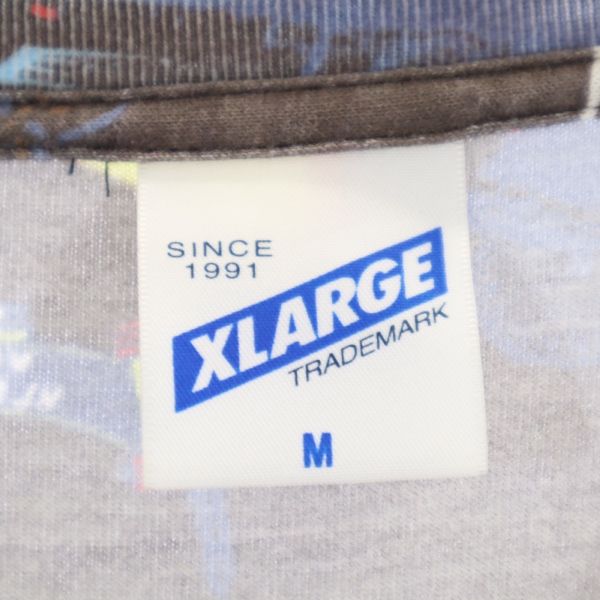 SINCE
1991
XLARGE
TRADEMARK
M